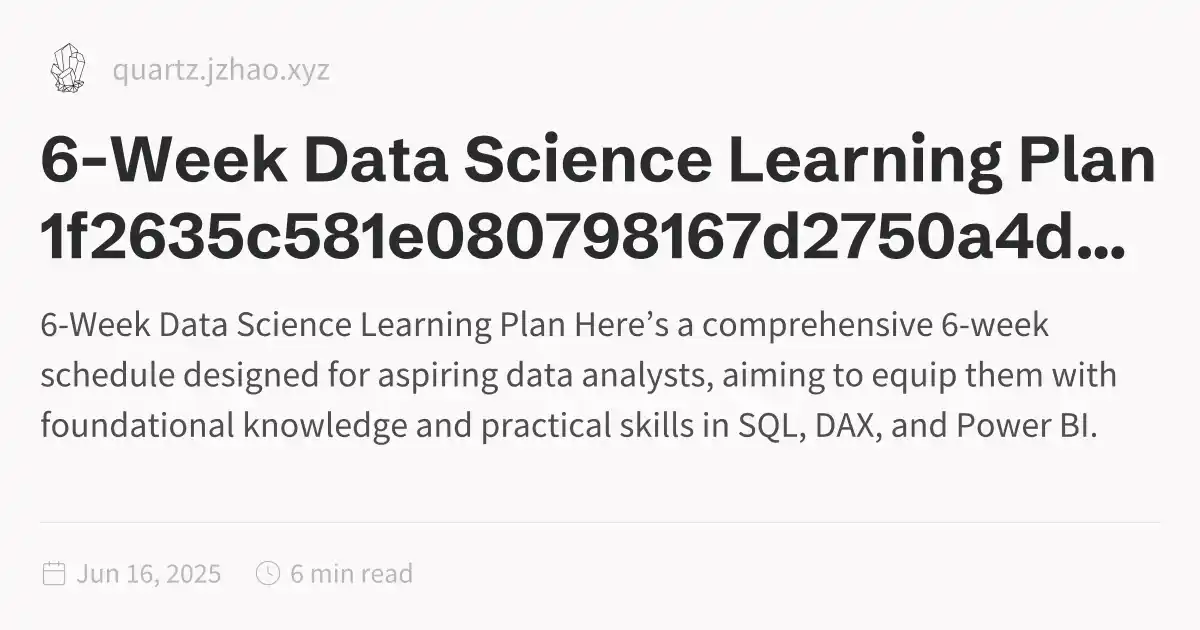 quartz.jzhao.xyz
6-Week Data Science Learning Plan
1f2635c581e080798167d2750a4d...
6-Week Data Science Learning Plan Here’s a comprehensive 6-week
schedule designed for aspiring data analysts, aiming to equip them with
foundational knowledge and practical skills in SQL, DAX, and Power BI.
Jun 16, 2025 6 min read